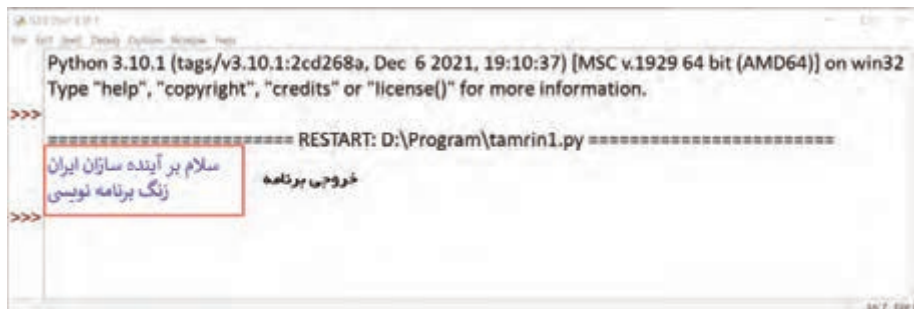 Python 3.10.1 (tags/v3.10.1:2cd268a, Dec 6 2021, 19:10:37) [MSC v.1929 64 bit (AMD64)] on win32
Type "help", "copyright", "credits" or "license()" for more information.
>>>
========================= RESTART: D:\Program\tamrin1.py =========================
سلام بر آینده سازان ایران
زنگ برنامه نویسی
خروجی برنامه
>>>